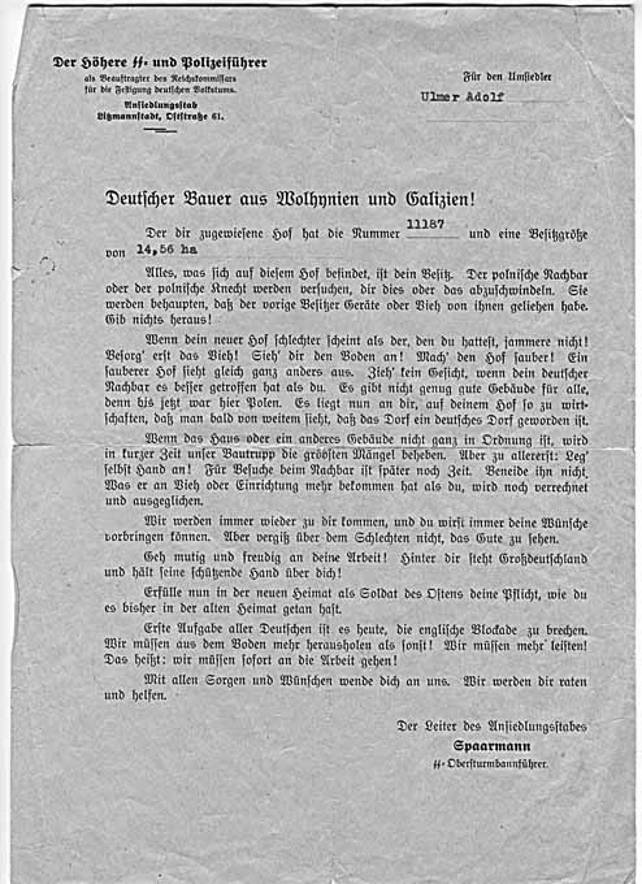 Der Höhere SS- und Polizeiführer
als Beauftragter des Reichskommissars
für die Festigung deutschen Volkstums.
Ansiedlungsstab
Litzmannstadt, Oststraße 61.
Für den Umsiedler
Ulmer Adolf
Deutscher Bauer aus Wolhynien und Galizien!
Der dir zugewiesene Hof hat die Nummer 11187 und eine Besitzgröße
von 14,56 ha
Alles, was sich auf diesem Hof befindet, ist dein Besitz. Der polnische Nachbar
oder der polnische Knecht werden versuchen, dir dies oder das abzuschwindeln. Sie
werden behaupten, daß der vorige Besitzer Geräte oder Vieh von ihnen geliehen habe.
Gib nichts heraus!
Wenn dein neuer Hof schlechter scheint als der, den du hattest, jammere nicht!
Besorg' erst das Vieh! Sieh' dir den Boden an! Mach' den Hof sauber! Ein
sauberer Hof sieht gleich ganz anders aus. Zieh' kein Gesicht, wenn dein deutscher
Nachbar es besser getroffen hat als du. Es gibt nicht genug gute Gebäude für alle,
denn bis jetzt war hier Polen. Es liegt nun an dir, auf deinem Hof so zu wirt-
schaften, daß man bald von weitem sieht, daß das Dorf ein deutsches Dorf geworden ist.
Wenn das Haus oder ein anderes Gebäude nicht ganz in Ordnung ist, wird
in kurzer Zeit unser Bautrupp die gröbsten Mängel beheben. Aber zu allererst: Leg'
selbst Hand an! Für Besuche beim Nachbar ist später noch Zeit. Beneide ihn nicht.
Was er an Vieh oder Einrichtung mehr bekommen hat als du, wird noch verrechnet
und ausgeglichen.
Wir werden immer wieder zu dir kommen, und du wirst immer deine Wünsche
vorbringen können. Aber vergiß über dem Schlechten nicht, das Gute zu sehen.
Geh mutig und freudig an deine Arbeit! Hinter dir steht Großdeutschland
und hält seine schützende Hand über dich!
Erfülle nun in der neuen Heimat als Soldat des Ostens deine Pflicht, wie du
es bisher in der alten Heimat getan hast.
Erste Aufgabe aller Deutschen ist es heute, die englische Blockade zu brechen.
Wir müssen aus dem Boden mehr herausholen als sonst! Wir müssen mehr leisten!
Das heißt: wir müssen sofort an die Arbeit gehen!
Mit allen Sorgen und Wünschen wende dich an uns. Wir werden dir raten
und helfen.
Der Leiter des Ansiedlungsstabes
Spaarmann
SS-Obersturmbannführer.